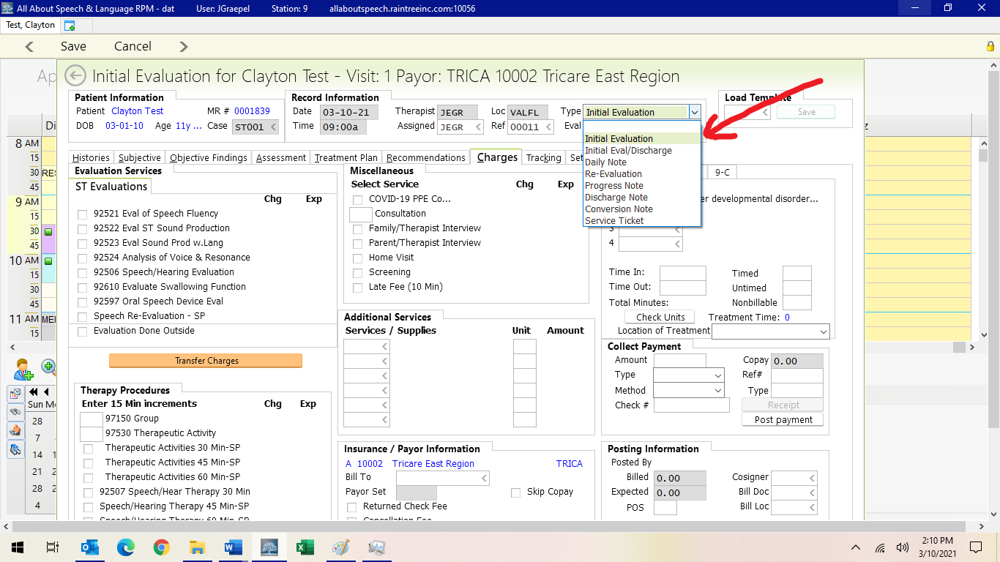 All About Speech & Language RPM - dat User: JGraepel Station: 9 allaboutspeech.raintreeinc.com:10056
Test, Clayton
Save Cancel
Ap
Initial Evaluation for Clayton Test - Visit: 1 Payor: TRICA 10002 Tricare East Region
Patient Information
Patient Clayton Test MR # 0001839
DOB 03-01-10 Age 11y ... Case ST001
Record Information
Date 03-10-21 Therapist JEGR Loc VALFL Type Initial Evaluation
Time 09:00a Assigned JEGR Ref 00011 Eval
Load Template
Save
Initial Evaluation
Initial Eval/Discharge
Daily Note
Re-Evaluation
Progress Note
Discharge Note
Conversion Note
Service Ticket
Histories Subjective Objective Findings Assessment Treatment Plan Recommendations Charges Tracking Set 9-C
Evaluation Services
ST Evaluations
Chg Exp
92521 Eval of Speech Fluency
92522 Eval ST Sound Production
92523 Eval Sound Prod w.Lang
92524 Analysis of Voice & Resonance
92506 Speech/Hearing Evaluation
92610 Evaluate Swallowing Function
92597 Oral Speech Device Eval
Speech Re-Evaluation - SP
Evaluation Done Outside
Transfer Charges
Therapy Procedures
Enter 15 Min increments Chg Exp
97150 Group
97530 Therapeutic Activity
Therapeutic Activities 30 Min-SP
Therapeutic Activities 45 Min-SP
Therapeutic Activities 60 Min-SP
92507 Speech/Hear Therapy 30 Min
Speech/Hearing Therapy 45 Min-SP
Speech/Hearing Therapy 60 Min-SP
Miscellaneous
Select Service Chg Exp
COVID-19 PPE Co...
Consultation
Family/Therapist Interview
Parent/Therapist Interview
Home Visit
Screening
Late Fee (10 Min)
Additional Services
Services / Supplies Unit Amount
Insurance / Payor Information
A 10002 Tricare East Region TRICA
Bill To
Payor Set Skip Copay
Returned Check Fee
Cancellation Fee
er developmental disorder...
3
4
Time In: Timed
Time Out: Untimed
Total Minutes: Nonbillable
Check Units Treatment Time: 0
Location of Treatment
Collect Payment
Amount Copay 0.00
Type Ref#
Method Type
Check # Receipt
Post payment
Posting Information
Posted By
Billed 0.00 Cosigner
Expected 0.00 Bill Doc
POS Bill Loc
Di
8 AM
15
30 RES
45
9 AM
15
30
45
10 AM
15
30
45
11 AM MEI
15
Sun Mo
28
7
14 1
21 2
28 2
4
2:10 PM
3/10/2021